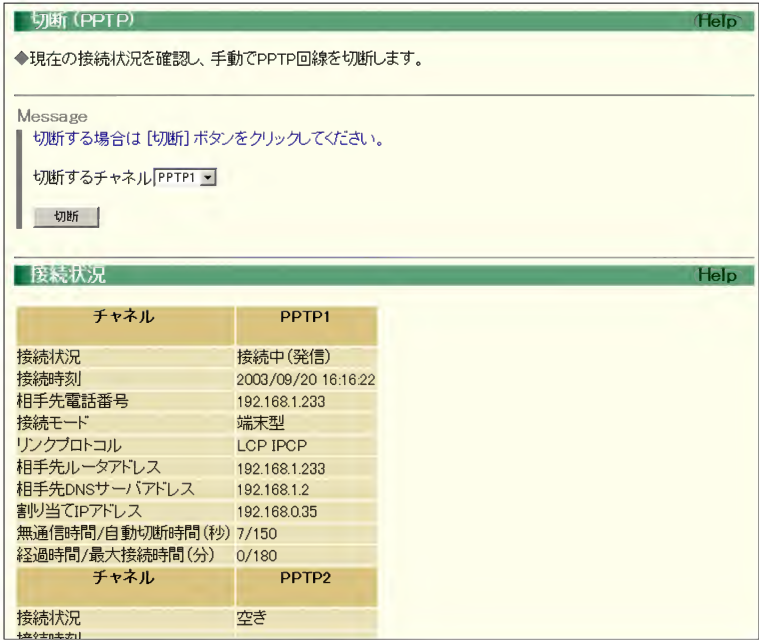 切断(PPTP) Help
◆現在の接続状況を確認し、手動でPPTP回線を切断します。
Message
切断する場合は [切断] ボタンをクリックしてください。
切断するチャネル PPTP1
切断
接続状況 Help
チャネル PPTP1
接続状況 接続中(発信)
接続時刻 2003/09/20 16:16:22
相手先電話番号 192.168.1.233
接続モード 端末型
リンクプロトコル LCP IPCP
相手先ルータアドレス 192.168.1.233
相手先DNSサーバアドレス 192.168.1.2
割り当てIPアドレス 192.168.0.35
無通信時間/自動切断時間(秒) 7/150
経過時間/最大接続時間(分) 0/180
チャネル PPTP2
接続状況 空き
接続時刻